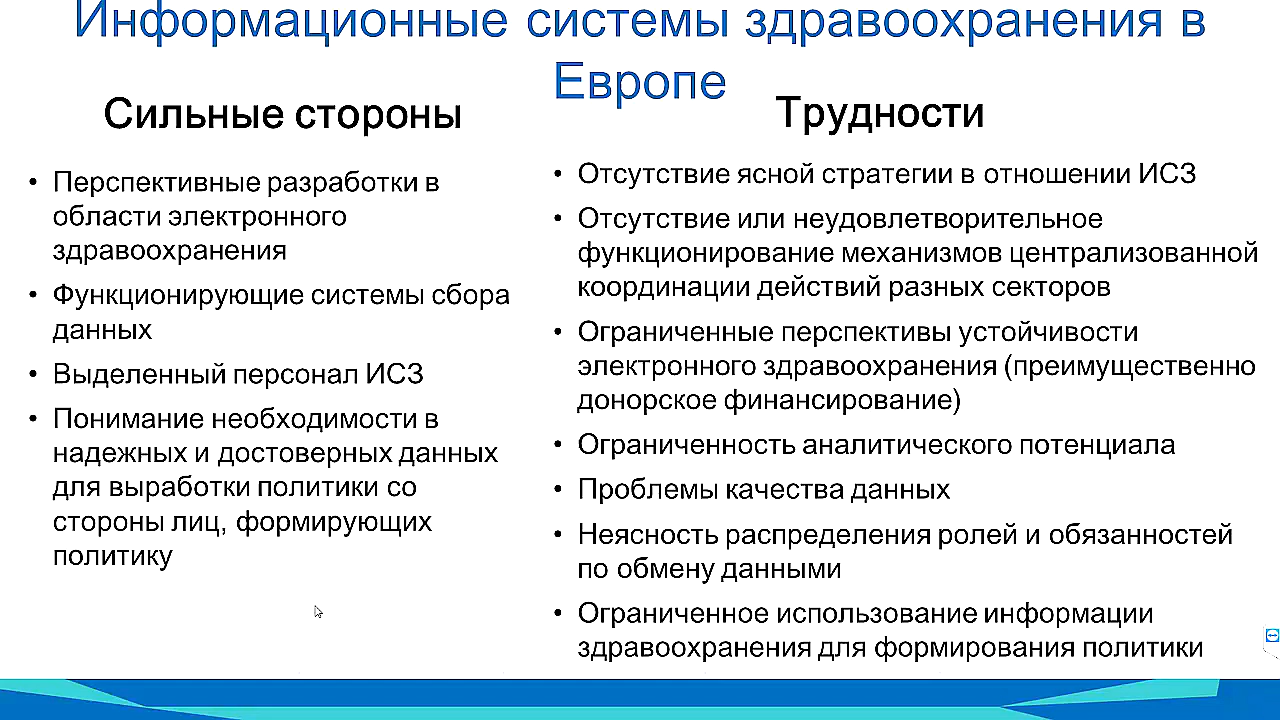 Информационные системы здравоохранения в
Европе
Сильные стороны
• Перспективные разработки в
области электронного
здравоохранения
• Функционирующие системы сбора
данных
• Выделенный персонал ИСЗ
• Понимание необходимости в
надежных и достоверных данных
для выработки политики со
стороны лиц, формирующих
политику
Трудности
• Отсутствие ясной стратегии в отношении ИСЗ
• Отсутствие или неудовлетворительное
функционирование механизмов централизованной
координации действий разных секторов
• Ограниченные перспективы устойчивости
электронного здравоохранения (преимущественно
донорское финансирование)
• Ограниченность аналитического потенциала
• Проблемы качества данных
• Неясность распределения ролей и обязанностей
по обмену данными
• Ограниченное использование информации
здравоохранения для формирования политики